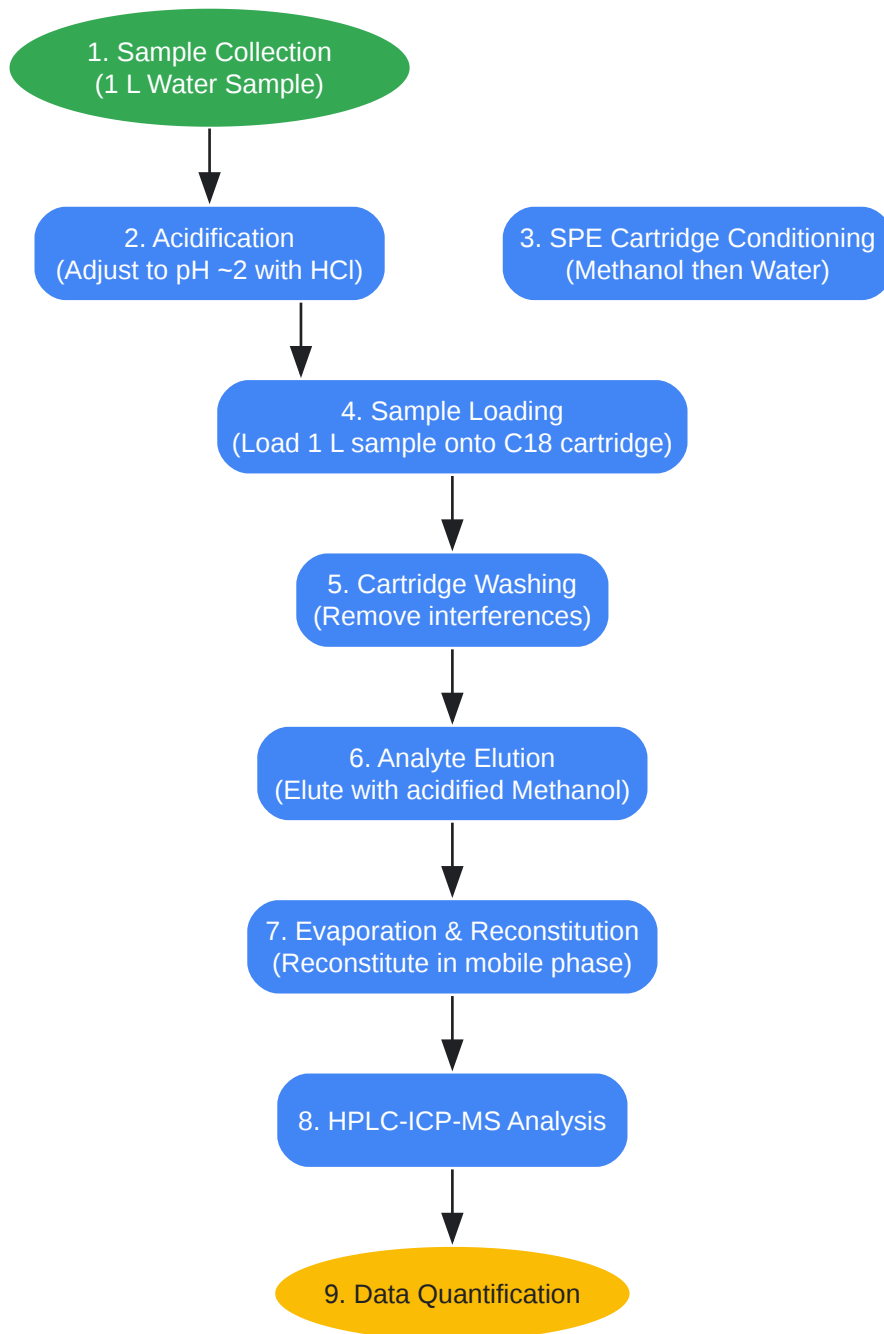 1. Sample Collection
(1 L Water Sample)
2. Acidification
(Adjust to pH ~2 with HCl)
3. SPE Cartridge Conditioning
(Methanol then Water)
4. Sample Loading
(Load 1 L sample onto C18 cartridge)
5. Cartridge Washing
(Remove interferences)
6. Analyte Elution
(Elute with acidified Methanol)
7. Evaporation & Reconstitution
(Reconstitute in mobile phase)
8. HPLC-ICP-MS Analysis
9. Data Quantification